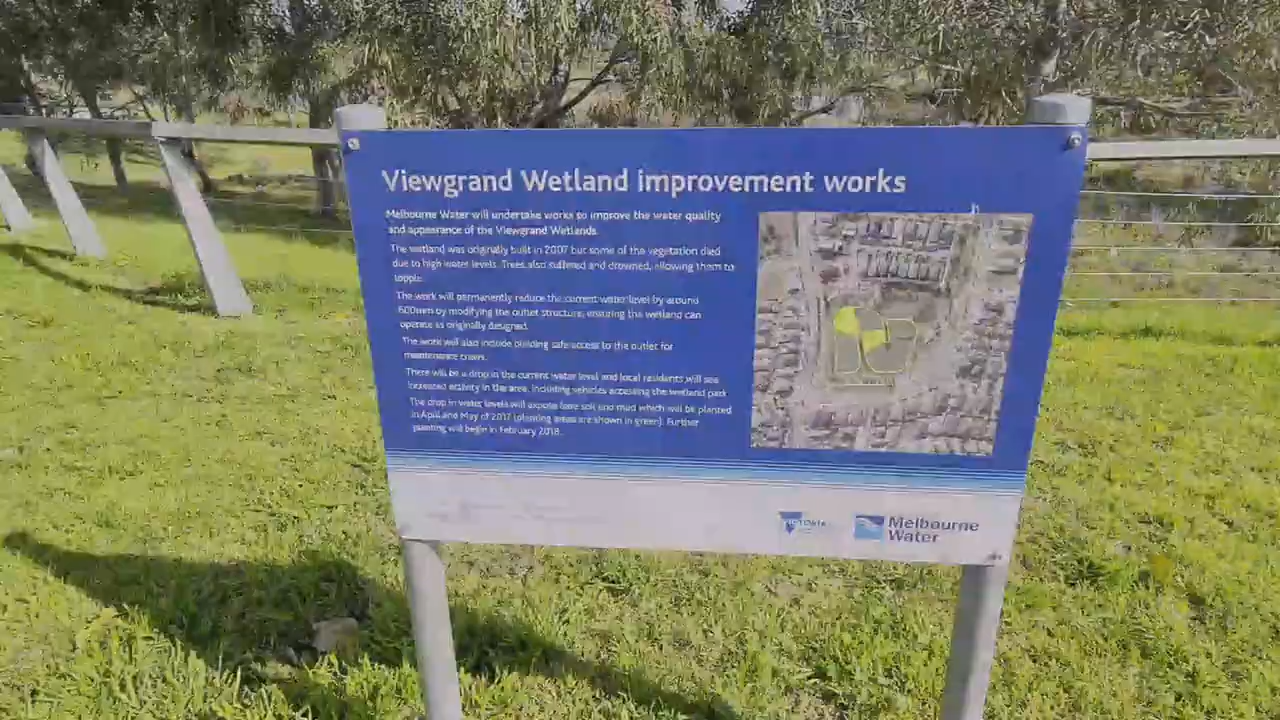 Viewgrand Wetland improvement works
Melbourne Water will undertake works to improve the water quality
and appearance of the Viewgrand Wetlands.
The wetland was originally built in 2007 but some of the vegetation died
due to high water levels. Trees also suffered and drowned, allowing them to
topple.
The work will permanently reduce the current water level by around
600mm by modifying the outlet structure, ensuring the wetland can
operate as originally designed.
The work will also include building safe access to the outlet for
maintenance crews.
There will be a drop in the current water level and local residents will see
increased activity in the area, including vehicles accessing the wetland park
The drop in water levels will expose bare soil and mud which will be planted
in April and May of 2017 (planting areas are shown in green). Further
planting will begin in February 2018.
VICTORIA
Melbourne
Water